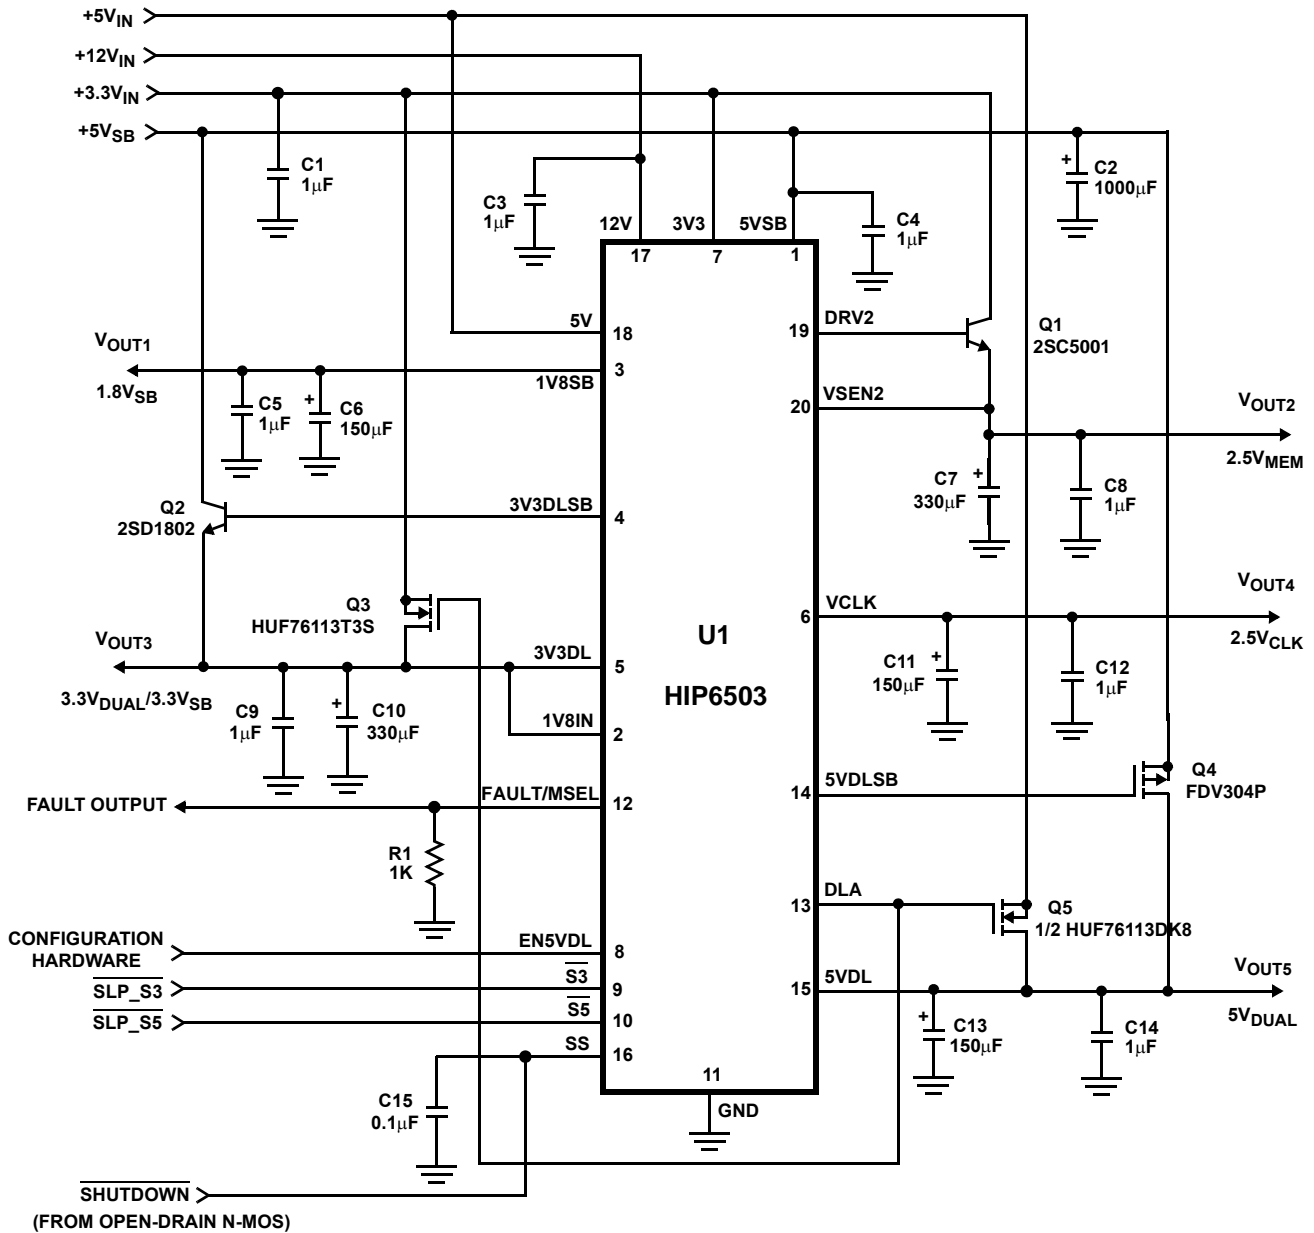 +5VIN
+12VIN
+3.3VIN
+5VSB
C1
1μF
C3
1μF
12V
3V3
5VSB
17
7
1
C4
1μF
C2
1000μF
5V
18
DRV2
19
Q1
2SC5001
VOUT1
1.8VSB
1V8SB
3
C5
1μF
+
C6
150μF
VSEN2
20
VOUT2
2.5VMEM
C7
330μF
+
C8
1μF
Q2
2SD1802
3V3DLSB
4
Q3
HUF76113T3S
U1
HIP6503
VCLK
6
VOUT4
2.5VCLK
C11
150μF
+
C12
1μF
VOUT3
3.3VDUAL/3.3VSB
3V3DL
5
C9
1μF
+
C10
330μF
1V8IN
2
5VDLSB
14
Q4
FDV304P
FAULT OUTPUT
FAULT/MSEL
12
R1
1K
DLA
13
Q5
1/2 HUF76113DK8
CONFIGURATION
HARDWARE
EN5VDL
8
SLP_S3
S3
9
SLP_S5
S5
10
SS
16
5VDL
15
VOUT5
5VDUAL
+
C13
150μF
C14
1μF
C15
0.1μF
11
GND
SHUTDOWN
(FROM OPEN-DRAIN N-MOS)
+